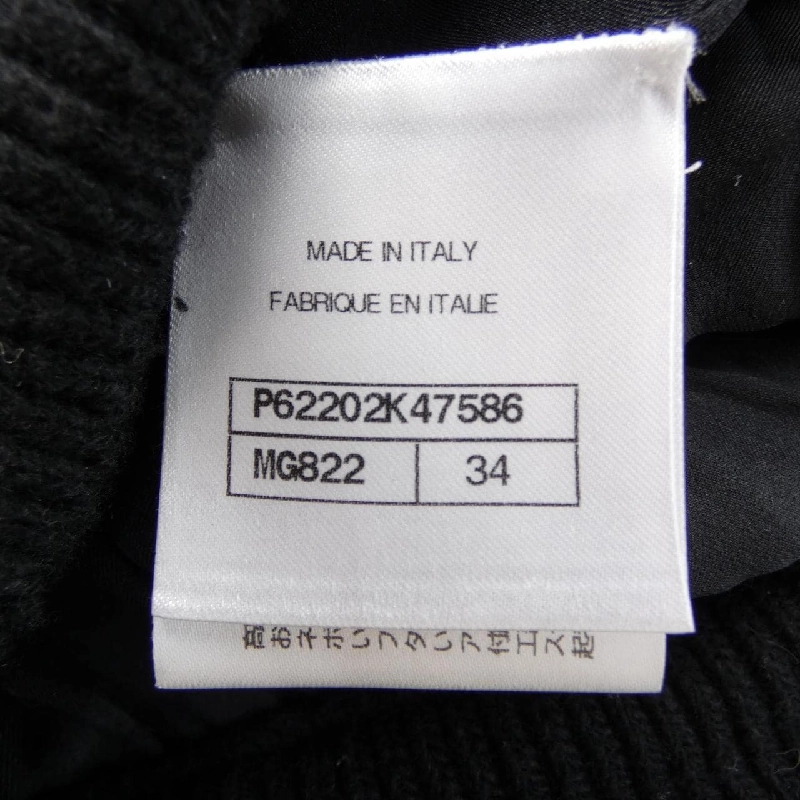 MADE IN ITALY
FABRIQUE EN ITALIE
P62202K47586
MG822 34